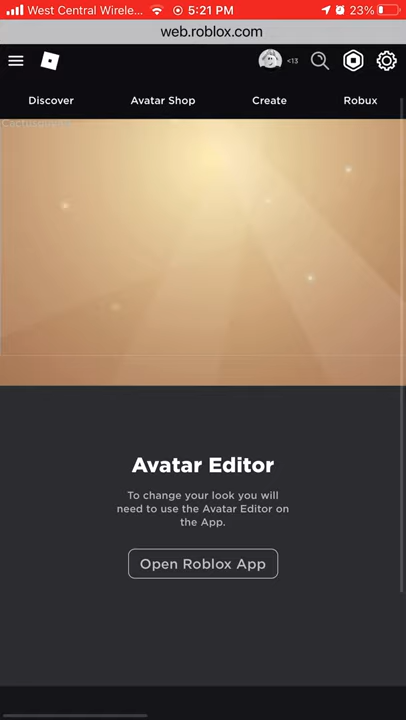 West Central Wirele... 5:21 PM 23%
web.roblox.com
<13
Discover Avatar Shop Create Robux
Avatar Editor
To change your look you will
need to use the Avatar Editor on
the App.
Open Roblox App